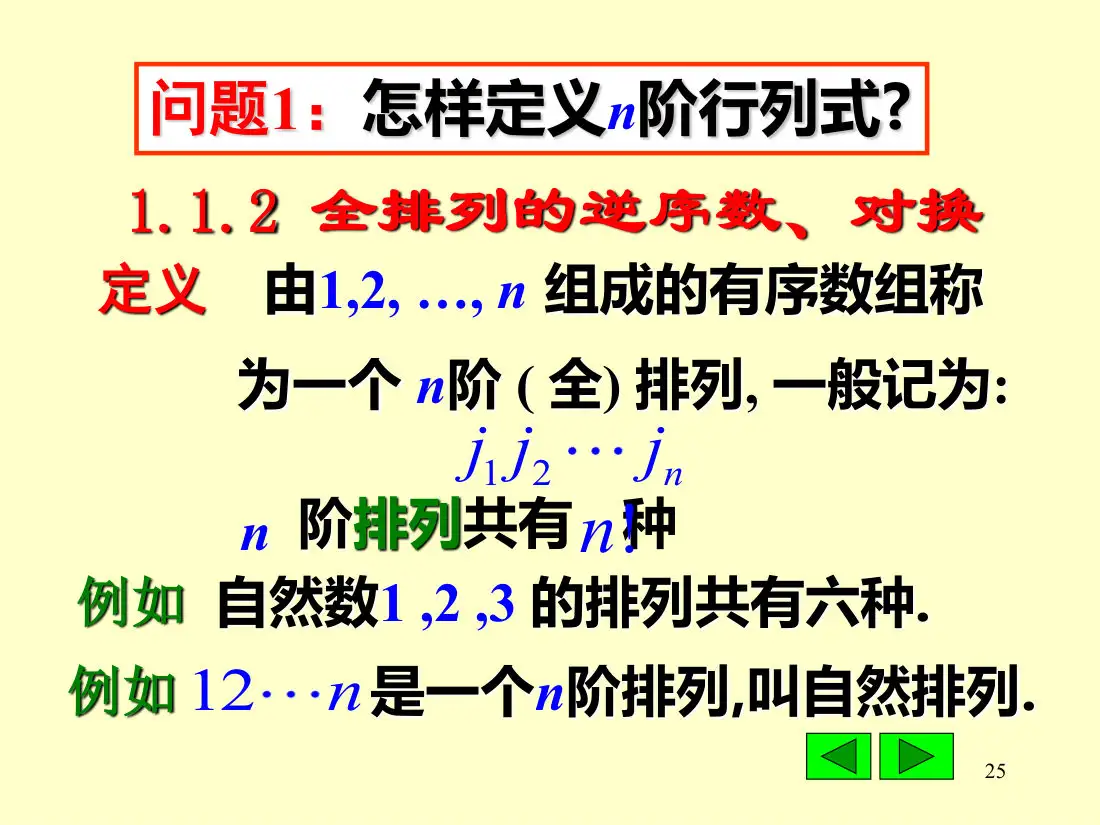 问题1：怎样定义n阶行列式?
1.1.2 全排列的逆序数、对换
定义 由1,2, …, n 组成的有序数组称
为一个 n阶 ( 全) 排列, 一般记为:
j₁j₂⋯jₙ
n 阶排列共有 n! 种
例如 自然数1 ,2 ,3 的排列共有六种.
例如 12⋯n是一个n阶排列,叫自然排列.
25